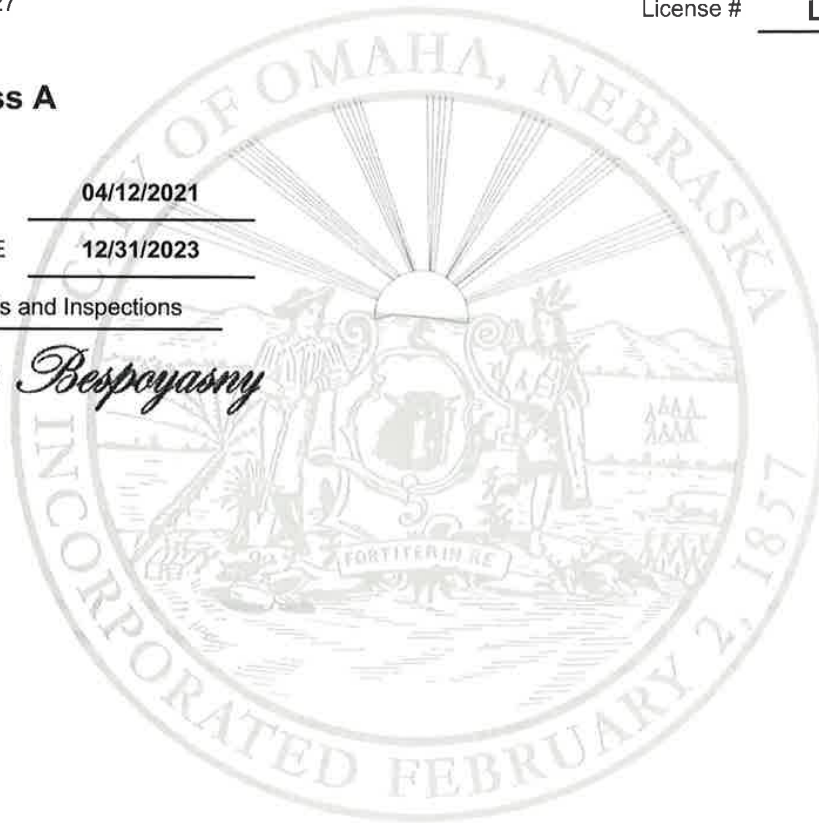 License #
ss A
04/12/2021
E 12/31/2023
s and Inspections
Bespoyasny
CITY OF OMAHA, NEBRASKA
FORTITER IN RE
INCORPORATED FEBRUARY 2, 1857